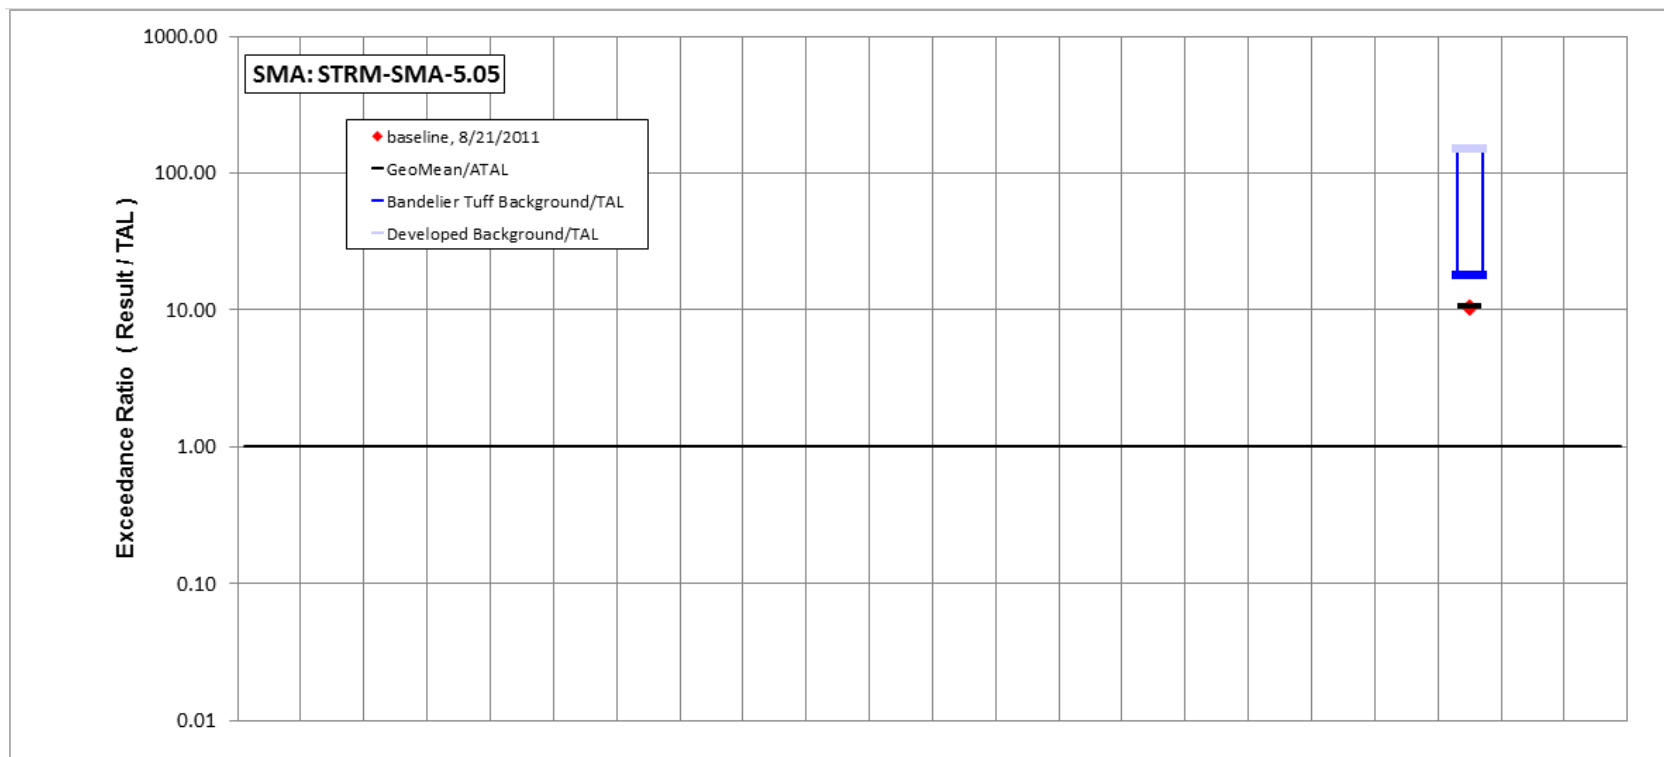 1000.00
SMA: STRM-SMA-5.05
baseline, 8/21/2011
GeoMean/ATAL
Bandelier Tuff Background/TAL
Developed Background/TAL
100.00
10.00
1.00
0.10
0.01
Exceedance Ratio ( Result / TAL )